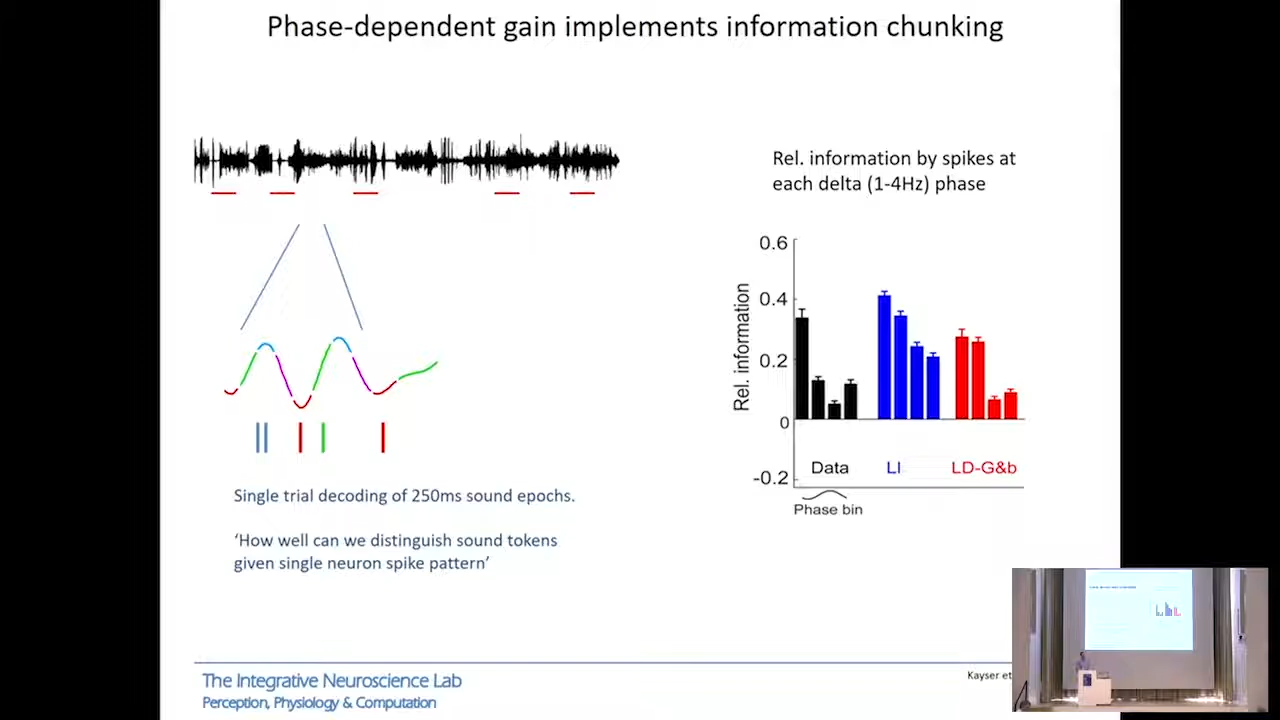 Phase-dependent gain implements information chunking
Rel. information by spikes at
each delta (1-4Hz) phase
0.6
0.4
0.2
0
-0.2
Rel. information
Data
LI
LD-G&b
Phase bin
Single trial decoding of 250ms sound epochs.
‘How well can we distinguish sound tokens
given single neuron spike pattern’
The Integrative Neuroscience Lab
Perception, Physiology & Computation
Kayser et